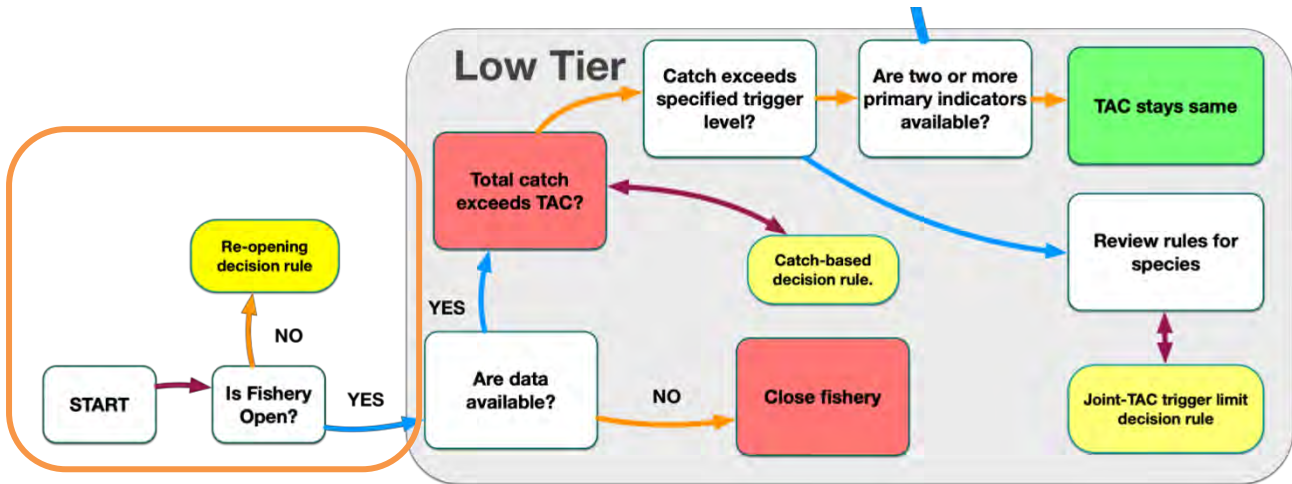 Low Tier
Catch exceeds
specified trigger
level?
Are two or more
primary indicators
available?
TAC stays same
Total catch
exceeds TAC?
Re-opening
decision rule
Catch-based
decision rule.
Review rules for
species
YES
NO
START
Is Fishery
Open?
YES
Are data
available?
NO
Close fishery
Joint-TAC trigger limit
decision rule